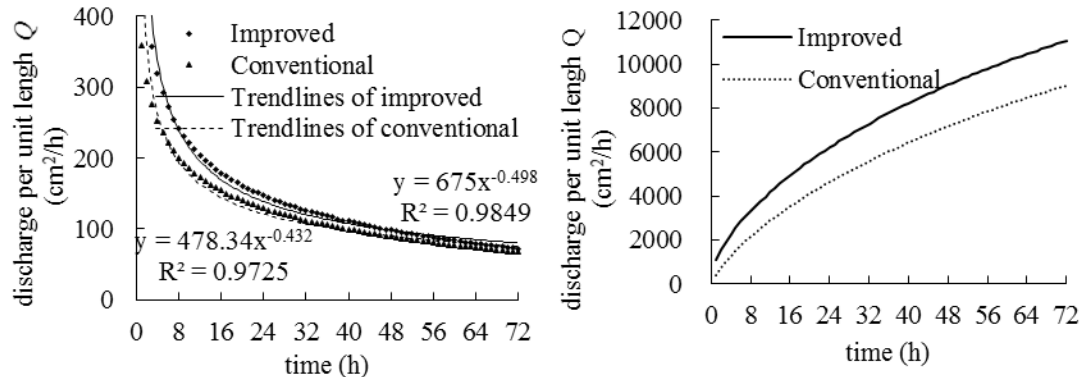 discharge per unit lengh Q
(cm²/h)
400
300
200
100
0
Improved
Conventional
Trendlines of improved
Trendlines of conventional
y = 675x^-0.498
R² = 0.9849
y = 478.34x^-0.432
R² = 0.9725
0 8 16 24 32 40 48 56 64 72
time (h)
discharge per unit lengh Q
(cm²/h)
12000
10000
8000
6000
4000
2000
0
Improved
Conventional
0 8 16 24 32 40 48 56 64 72
time (h)